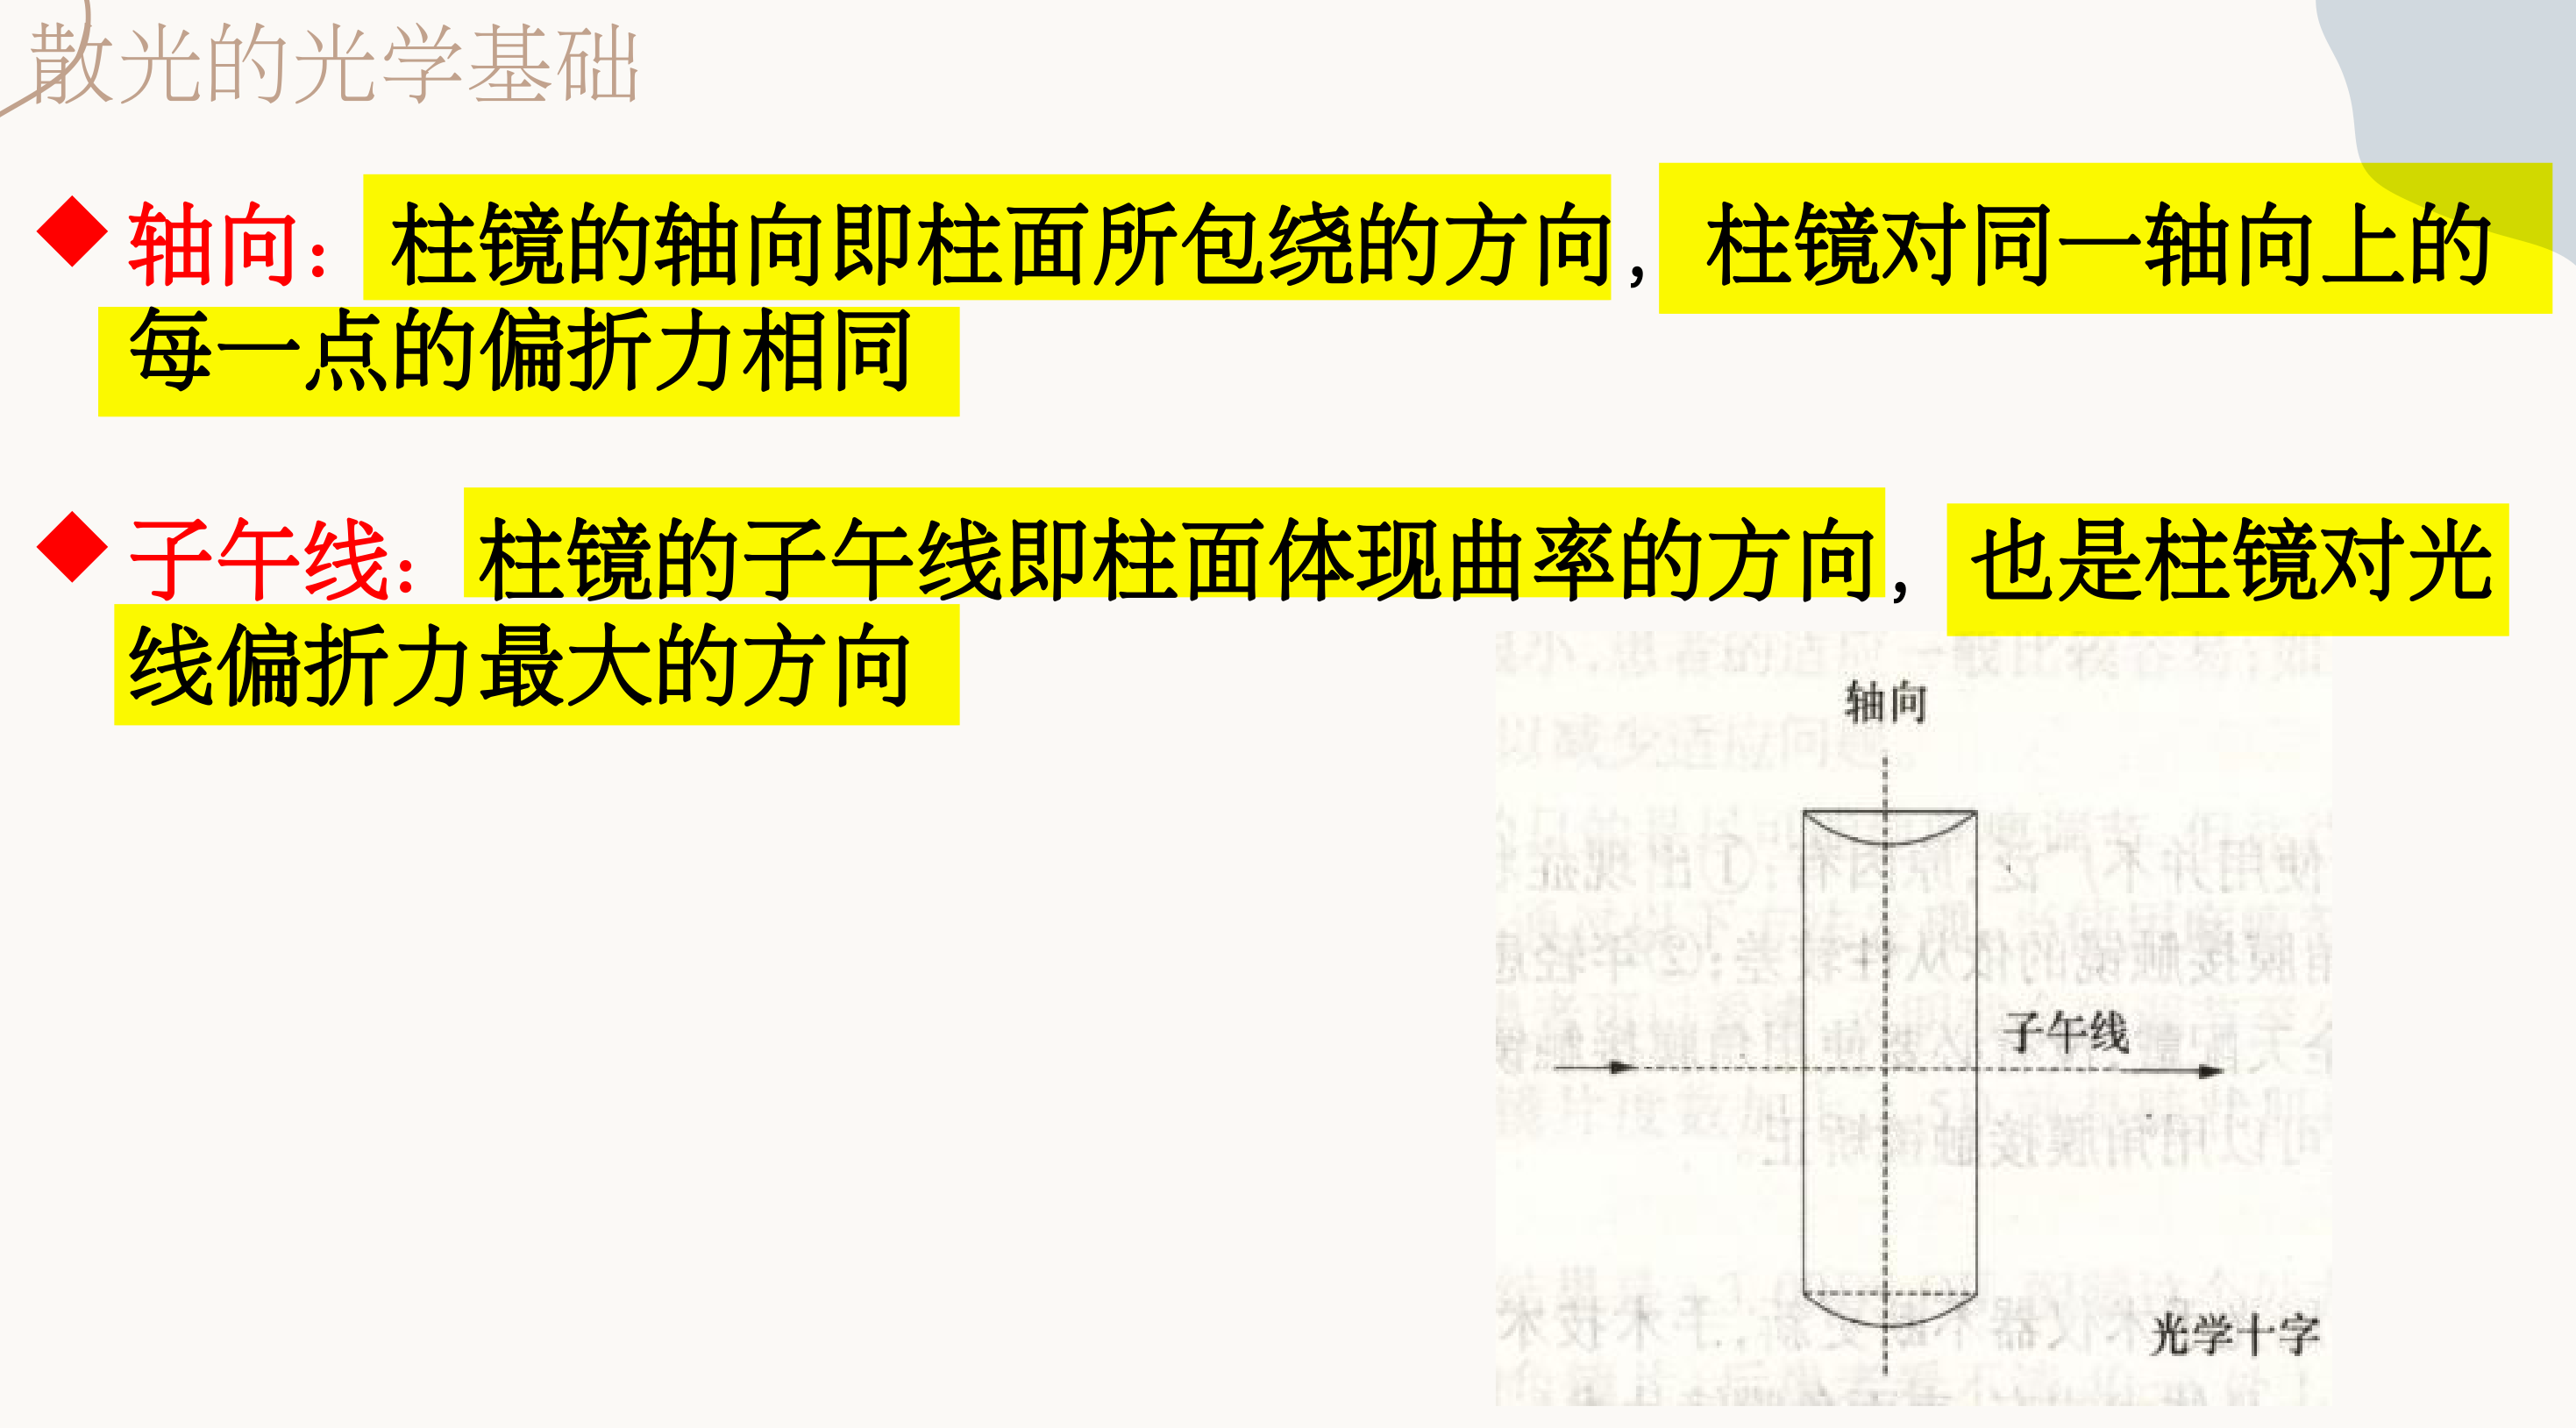 散光的光学基础
轴向：柱镜的轴向即柱面所包绕的方向，柱镜对同一轴向上的
每一点的偏折力相同
子午线：柱镜的子午线即柱面体现曲率的方向，也是柱镜对光
线偏折力最大的方向
轴向
子午线
光学十字